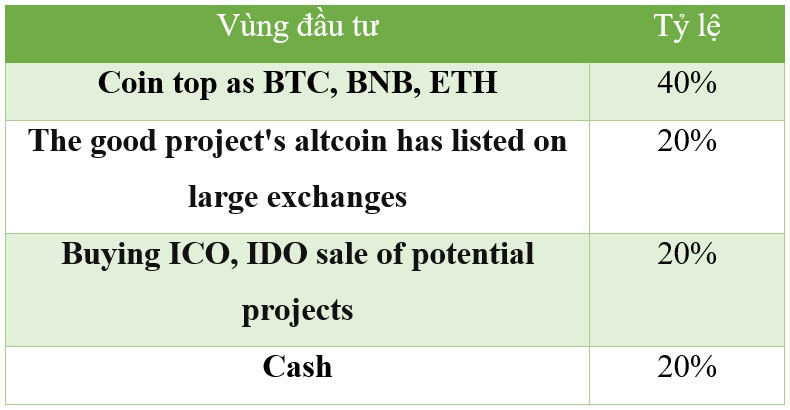 Vùng đầu tư Tỷ lệ
Coin top as BTC, BNB, ETH 40%
The good project's altcoin has listed on 20%
large exchanges
Buying ICO, IDO sale of potential 20%
projects
Cash 20%